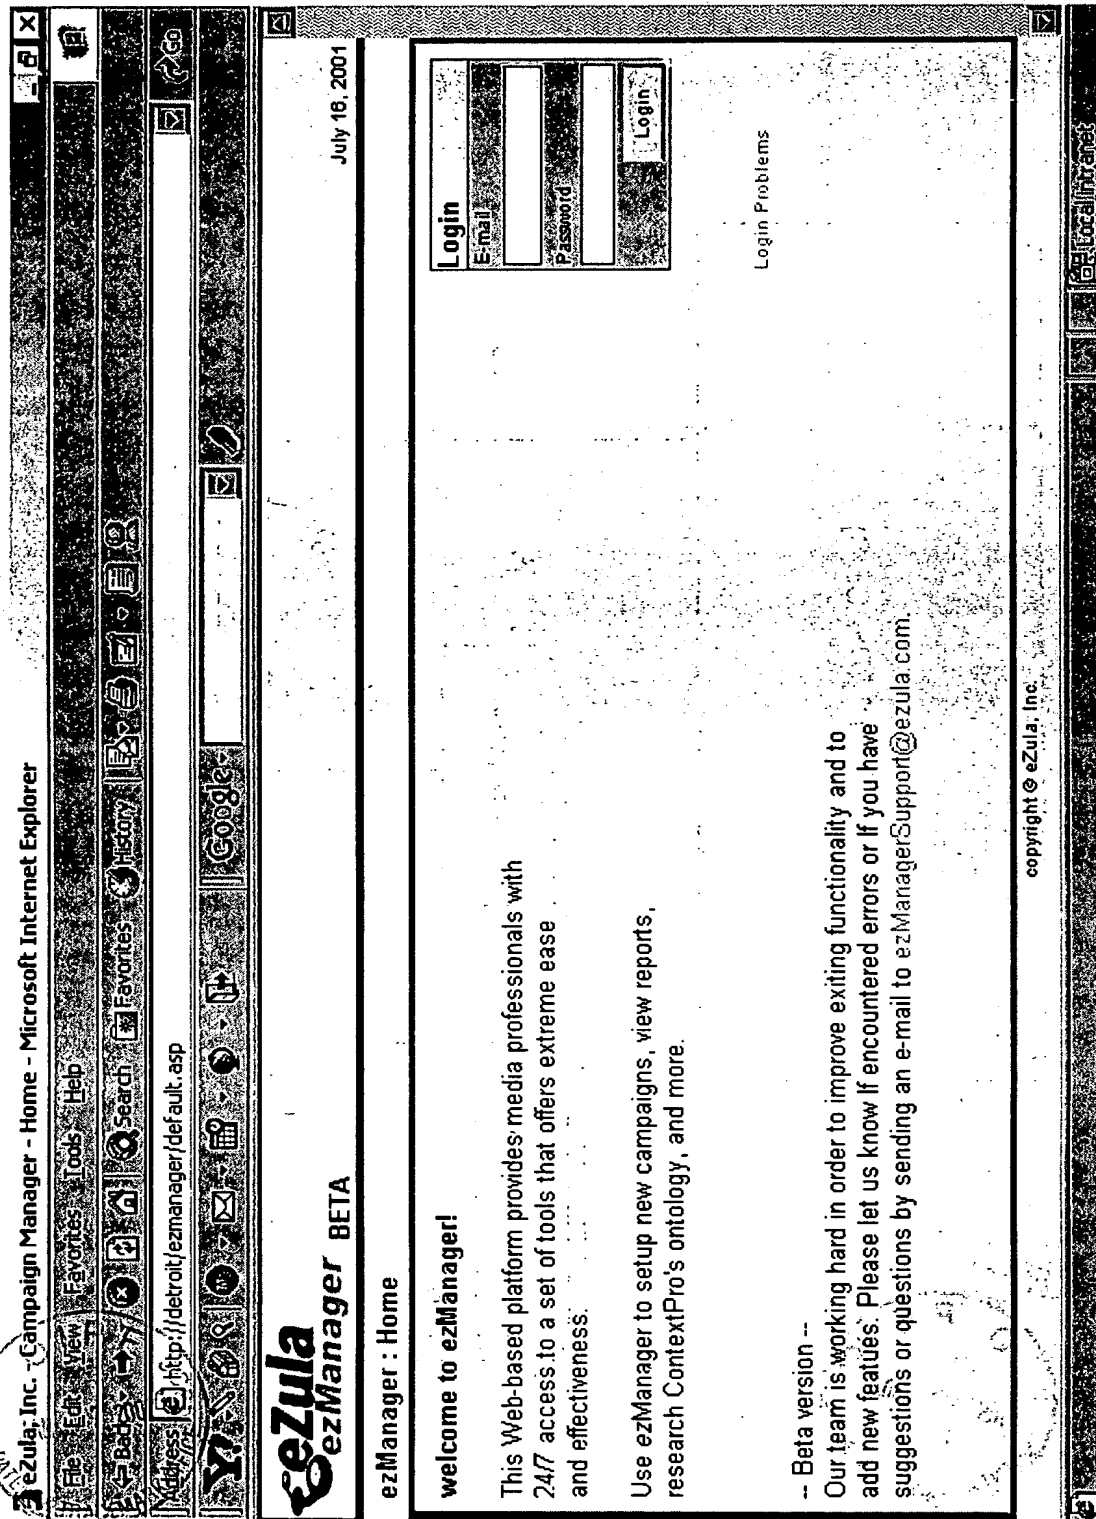 eZula, Inc. - Campaign Manager - Home - Microsoft Internet Explorer
File Edit View Favorites Tools Help
Back Search Favorites History
Address http://detroit/ezmanager/default.asp Go
Y! Google
eZula
ezManager BETA
July 16, 2001
ezManager : Home
welcome to ezManager!
Login
E-mail
Password
Login
This Web-based platform provides media professionals with
24/7 access to a set of tools that offers extreme ease
and effectiveness.
Use ezManager to setup new campaigns, view reports,
research ContextPro's ontology, and more.
Login Problems
-- Beta version --
Our team is working hard in order to improve exiting functionality and to
add new featues. Please let us know If encountered errors or If you have
suggestions or questions by sending an e-mail to ezManagerSupport@ezula.com.
copyright © eZula, Inc.
Local intranet